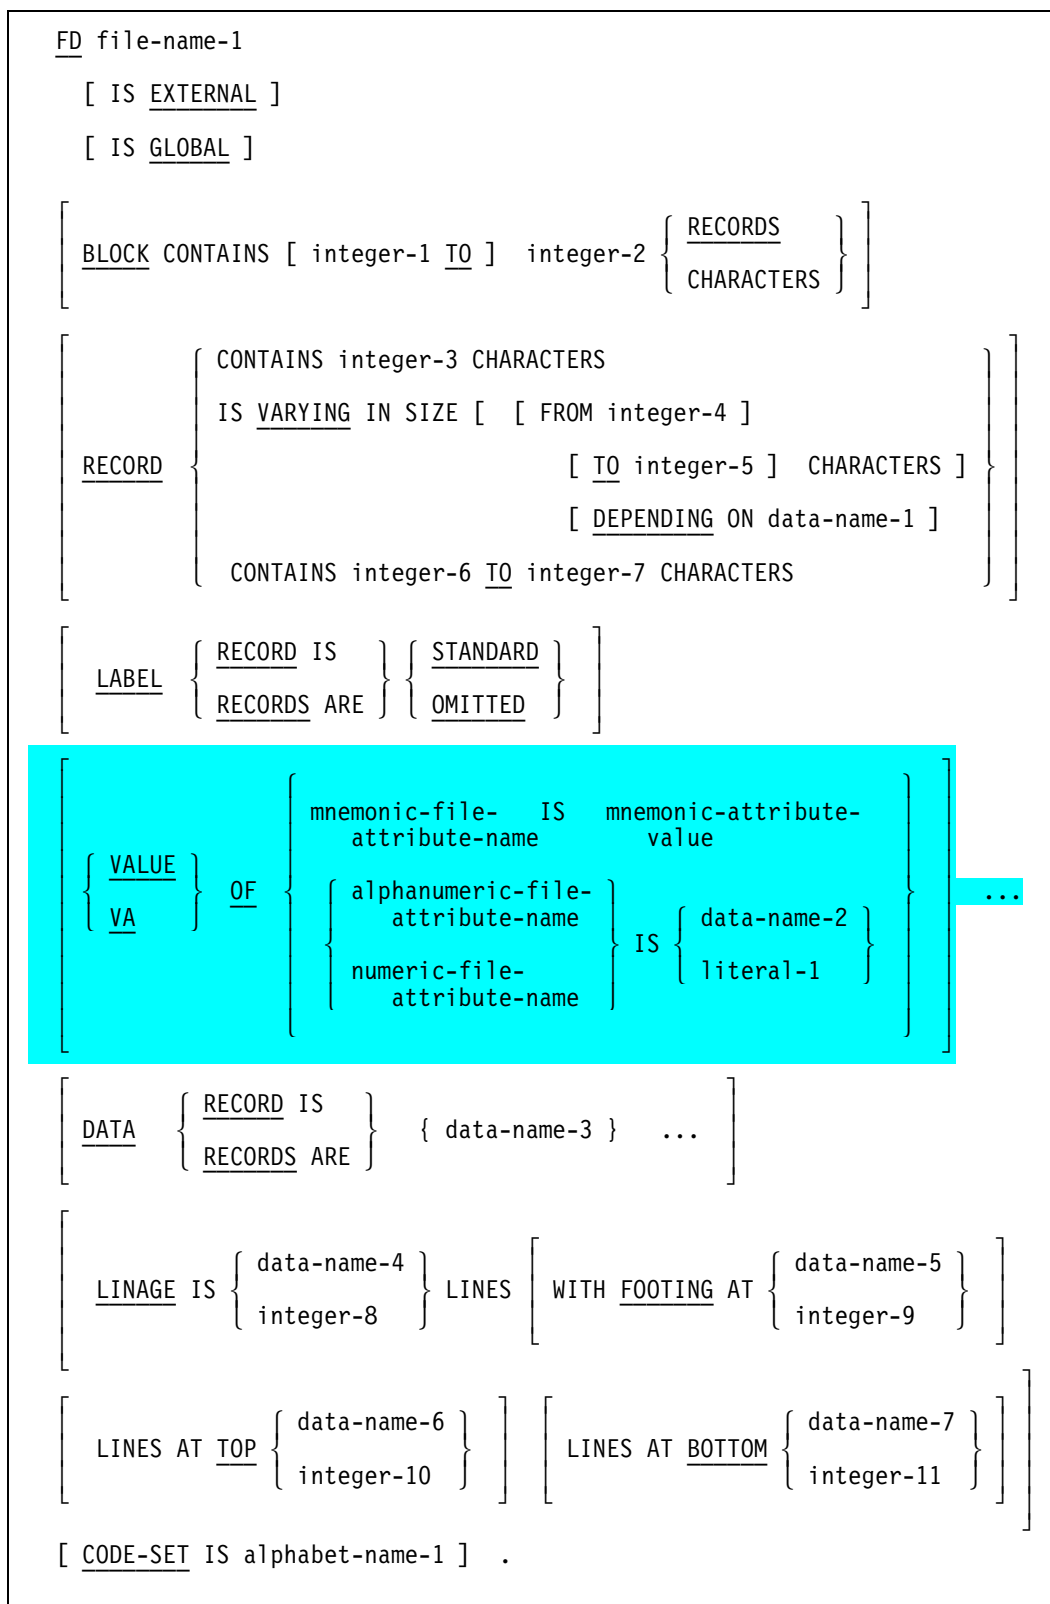 FD file-name-1
[ IS EXTERNAL ]
[ IS GLOBAL ]
RECORDS
BLOCK CONTAINS [ integer-1 TO ] integer-2
CHARACTERS
CONTAINS integer-3 CHARACTERS
IS VARYING IN SIZE [ [ FROM integer-4 ]
RECORD [ TO integer-5 ] CHARACTERS ]
[ DEPENDING ON data-name-1 ]
CONTAINS integer-6 TO integer-7 CHARACTERS
RECORD IS STANDARD
LABEL
RECORDS ARE OMITTED
mnemonic-file- IS mnemonic-attribute-
attribute-name value
VALUE
OF
VA
alphanumeric-file-
attribute-name
...
data-name-2
IS
literal-1
numeric-file-
attribute-name
RECORD IS
DATA { data-name-3 } ...
RECORDS ARE
data-name-4 data-name-5
LINAGE IS LINES WITH FOOTING AT
integer-8 integer-9
data-name-6 data-name-7
LINES AT TOP LINES AT BOTTOM
integer-10 integer-11
[ CODE-SET IS alphabet-name-1 ] .